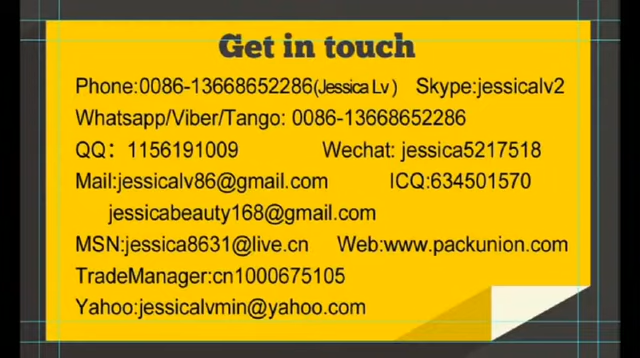 Get in touch
Phone:0086-13668652286(Jessica Lv ) Skype:jessicalv2
Whatsapp/Viber/Tango: 0086-13668652286
QQ： 1156191009 Wechat: jessica5217518
Mail:jessicalv86@gmail.com ICQ:634501570
jessicabeauty168@gmail.com
MSN:jessica8631@live.cn Web:www.packunion.com
TradeManager:cn1000675105
Yahoo:jessicalvmin@yahoo.com